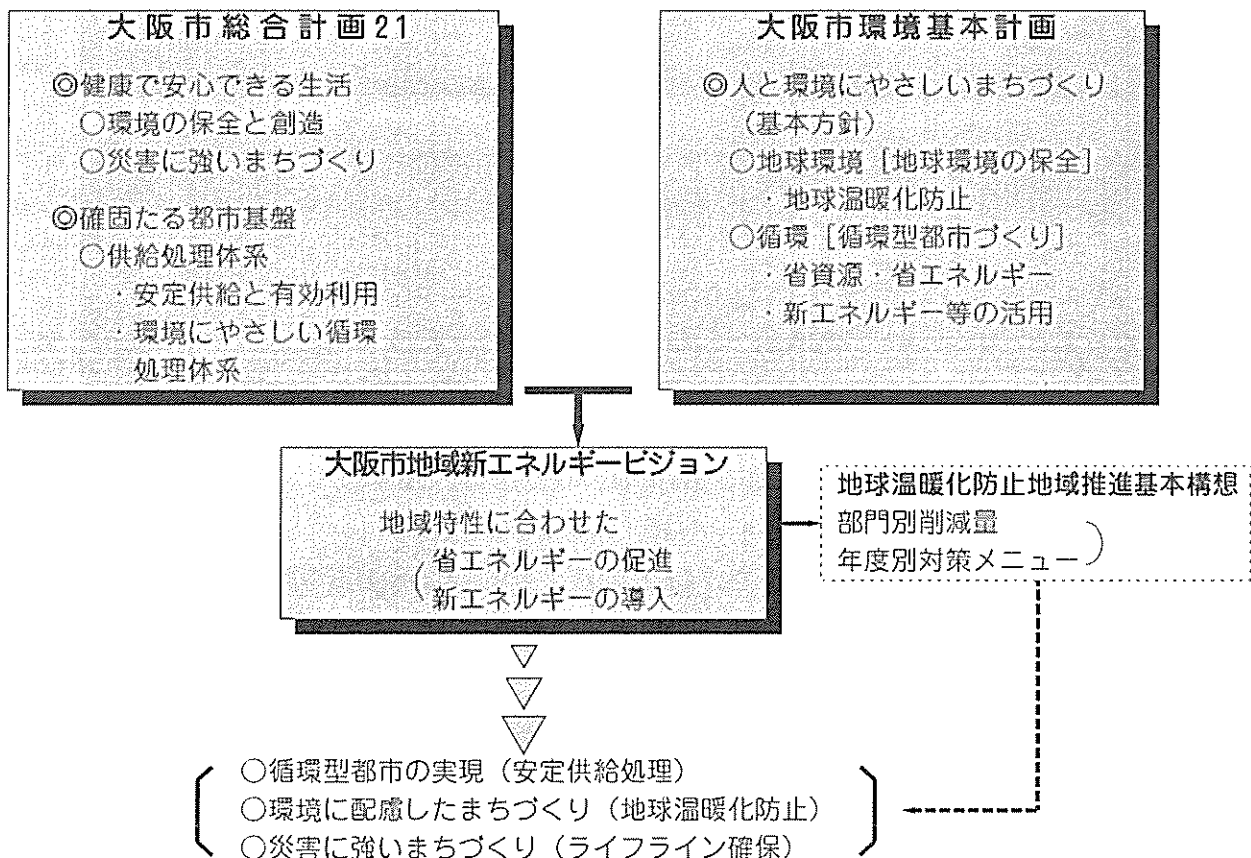 大阪市総合計画21
◎健康で安心できる生活
○環境の保全と創造
○災害に強いまちづくり
◎確固たる都市基盤
○供給処理体系
・安定供給と有効利用
・環境にやさしい循環
処理体系
大阪市環境基本計画
◎人と環境にやさしいまちづくり
（基本方針）
○地球環境［地球環境の保全］
・地球温暖化防止
○循環［循環型都市づくり］
・省資源・省エネルギー
・新エネルギー等の活用
大阪市地域新エネルギービジョン
地域特性に合わせた
省エネルギーの促進
新エネルギーの導入
地球温暖化防止地域推進基本構想
部門別削減量
年度別対策メニュー
○循環型都市の実現（安定供給処理）
○環境に配慮したまちづくり（地球温暖化防止）
○災害に強いまちづくり（ライフライン確保）